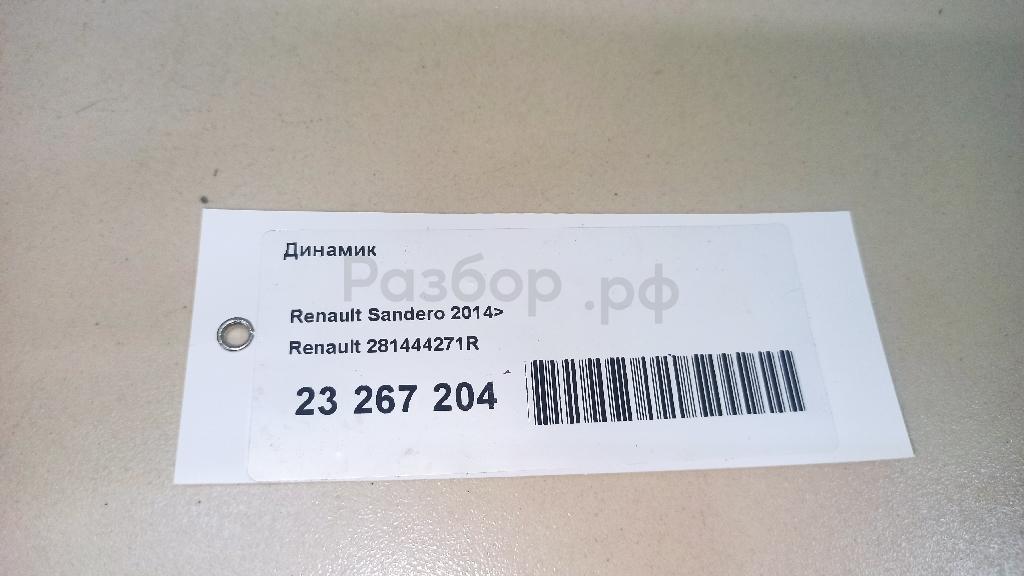 Динамик
Разбор.рф
Renault Sandero 2014>
Renault 281444271R
23 267 204